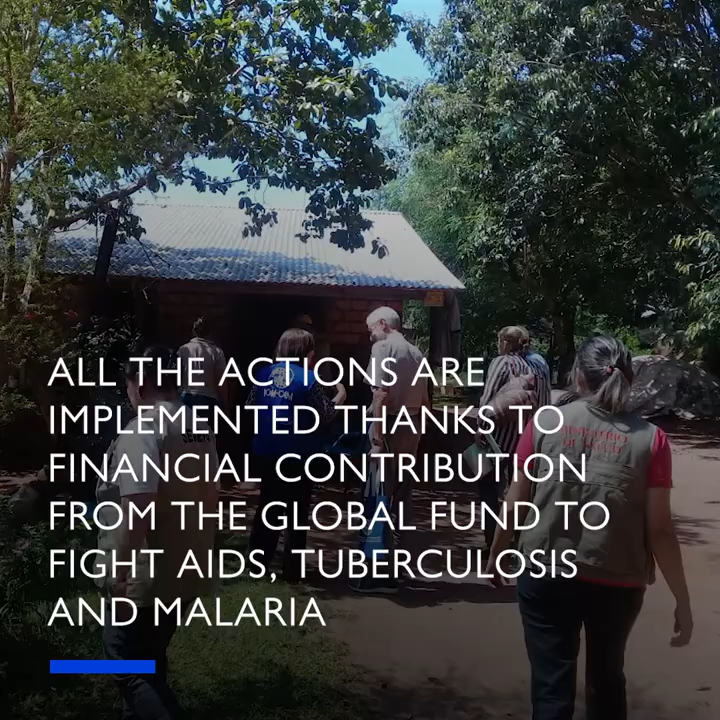 ALL THE ACTIONS ARE
IMPLEMENTED THANKS TO
FINANCIAL CONTRIBUTION
FROM THE GLOBAL FUND TO
FIGHT AIDS, TUBERCULOSIS
AND MALARIA